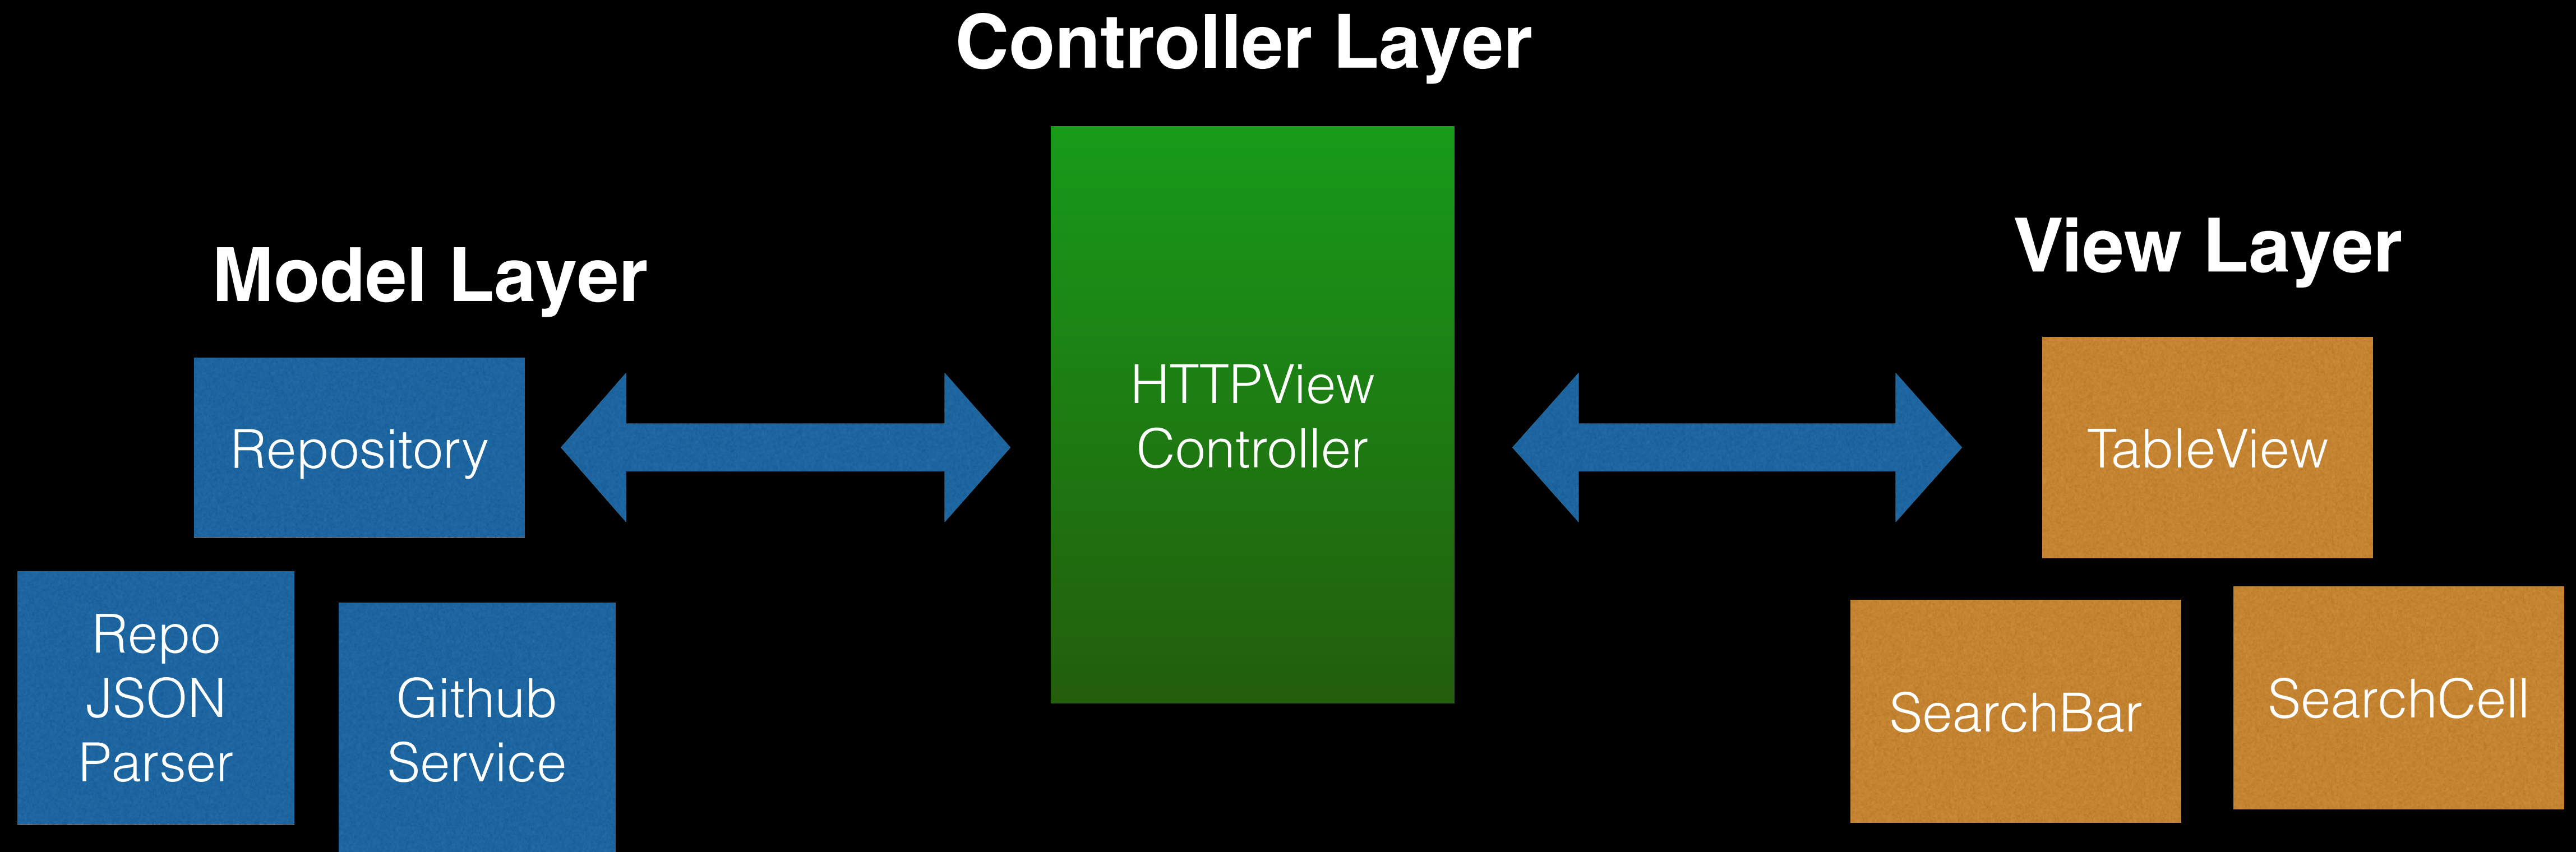 Controller Layer
Model Layer
View Layer
Repository
HTTPView
Controller
TableView
Repo
JSON
Parser
Github
Service
SearchBar
SearchCell